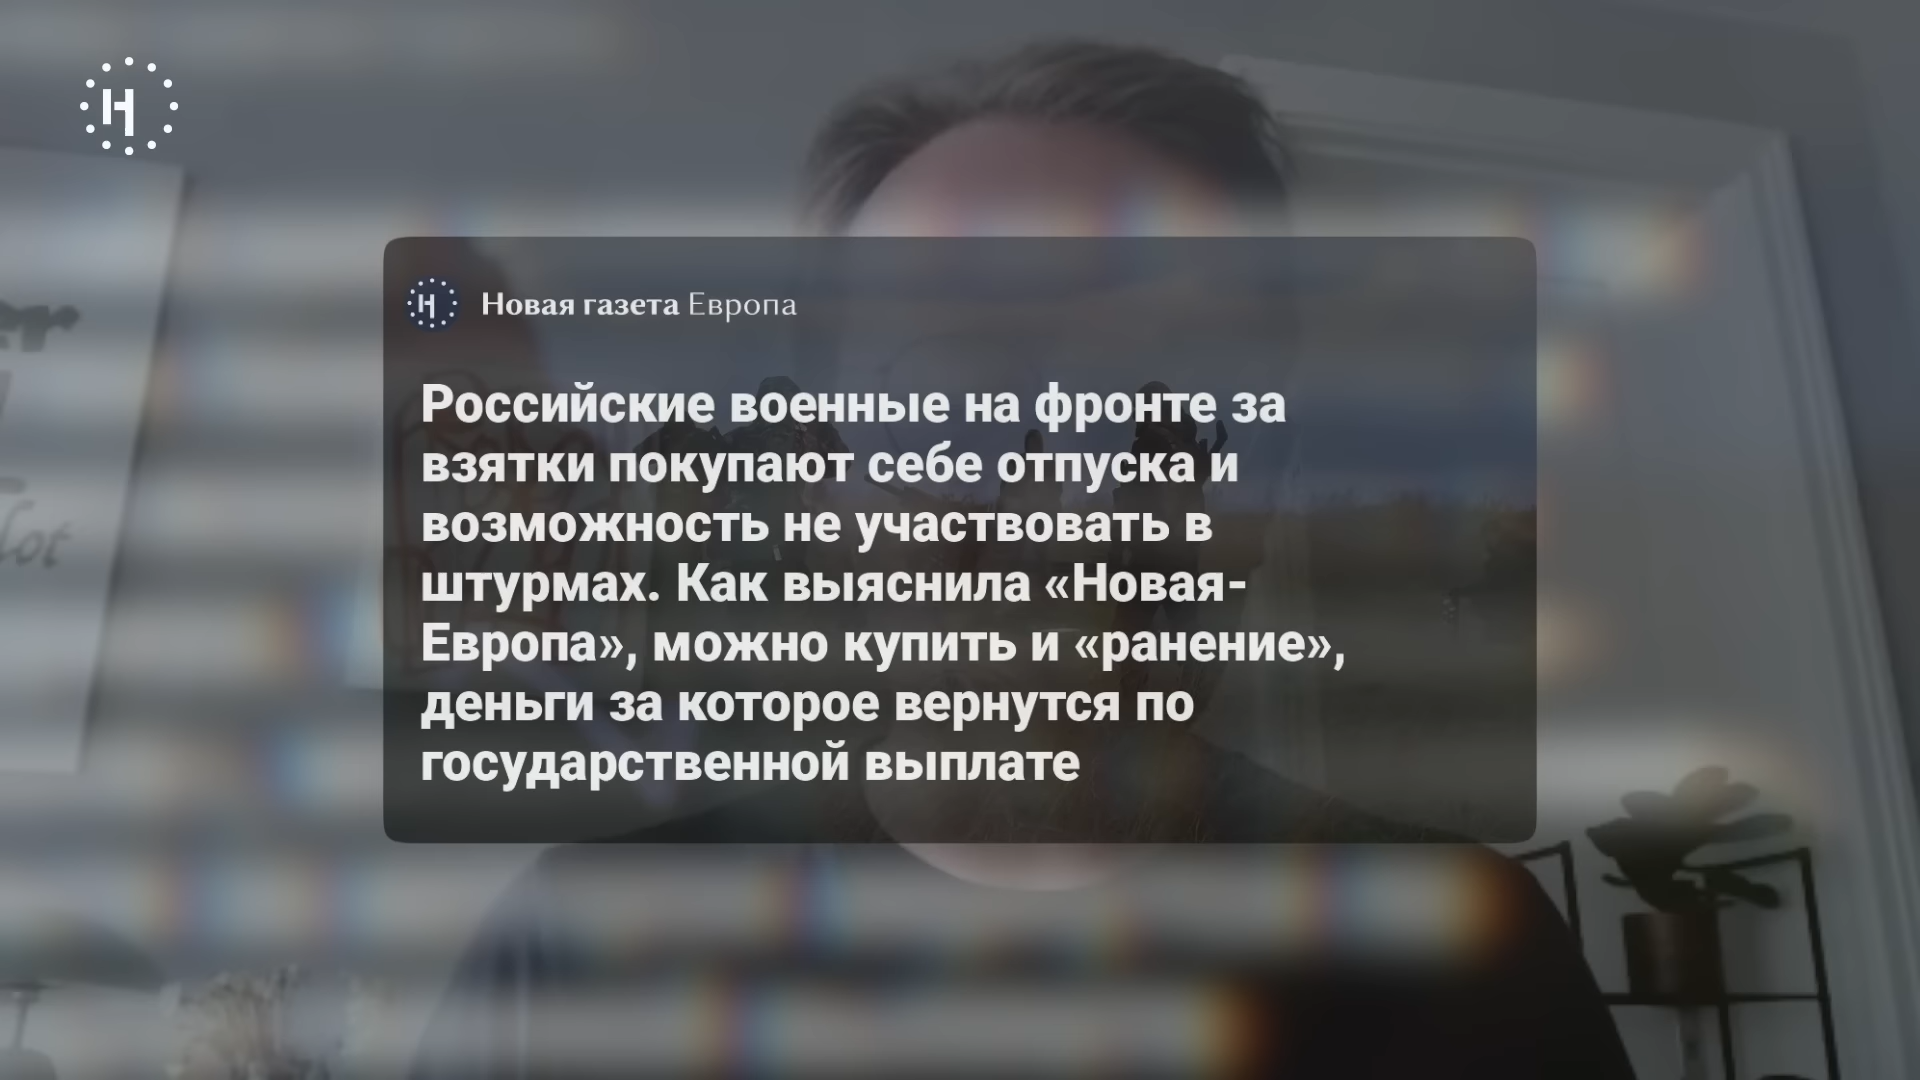 Новая газета Европа
Российские военные на фронте за
взятки покупают себе отпуска и
возможность не участвовать в
штурмах. Как выяснила «Новая-
Европа», можно купить и «ранение»,
деньги за которое вернутся по
государственной выплате